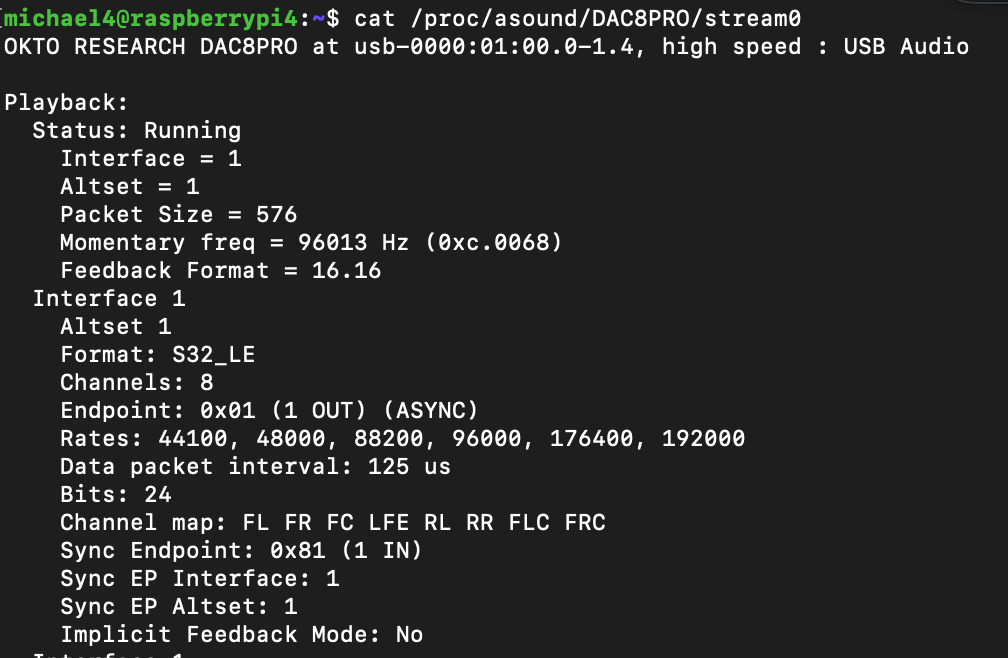 michael4@raspberrypi4:~$ cat /proc/asound/DAC8PRO/stream0
OKTO RESEARCH DAC8PRO at usb-0000:01:00.0-1.4, high speed : USB Audio

Playback:
  Status: Running
    Interface = 1
    Altset = 1
    Packet Size = 576
    Momentary freq = 96013 Hz (0xc.0068)
    Feedback Format = 16.16
  Interface 1
    Altset 1
    Format: S32_LE
    Channels: 8
    Endpoint: 0x01 (1 OUT) (ASYNC)
    Rates: 44100, 48000, 88200, 96000, 176400, 192000
    Data packet interval: 125 us
    Bits: 24
    Channel map: FL FR FC LFE RL RR FLC FRC
    Sync Endpoint: 0x81 (1 IN)
    Sync EP Interface: 1
    Sync EP Altset: 1
    Implicit Feedback Mode: No